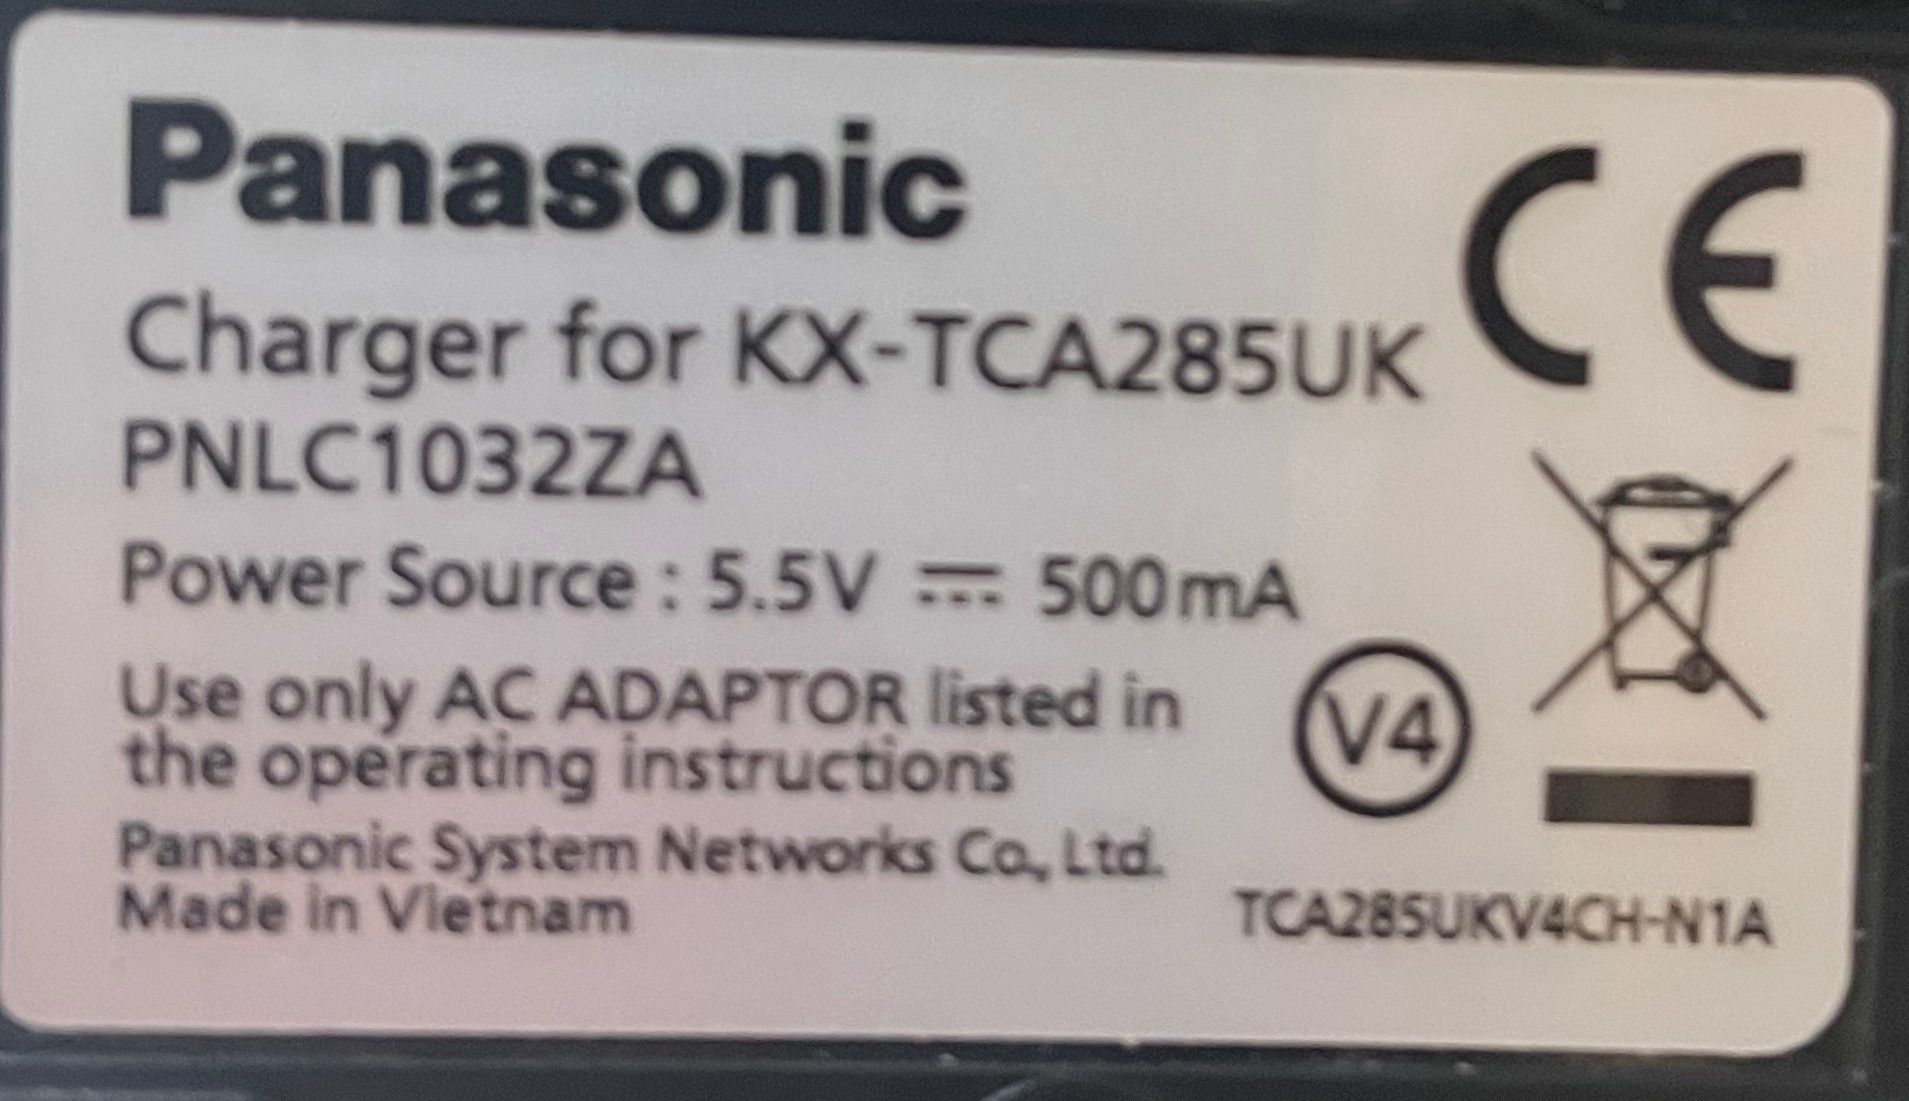 Panasonic
CE
Charger for KX-TCA285UK
PNLC1032ZA
Power Source : 5.5V ⎓ 500mA
Use only AC ADAPTOR listed in
the operating instructions
V4
Panasonic System Networks Co., Ltd.
Made in Vietnam
TCA285UKV4CH-N1A